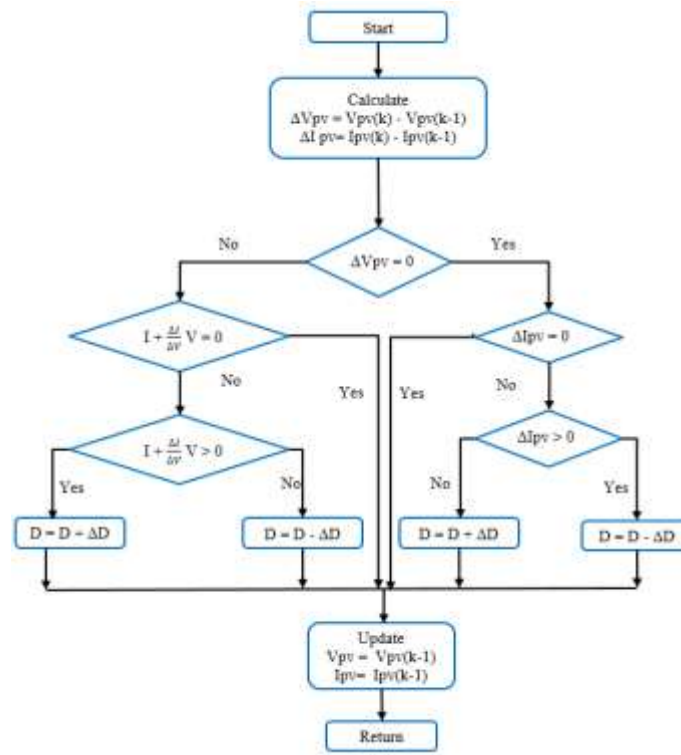 Start
Calculate
ΔVpv = Vpv(k) - Vpv(k-1)
ΔI pv= Ipv(k) - Ipv(k-1)
No
Yes
ΔVpv = 0
I + ΔI/ΔV V = 0
ΔIpv = 0
No
Yes
Yes
No
I + ΔI/ΔV V > 0
ΔIpv > 0
Yes
No
No
Yes
D = D + ΔD
D = D - ΔD
D = D + ΔD
D = D - ΔD
Update
Vpv = Vpv(k-1)
Ipv= Ipv(k-1)
Return